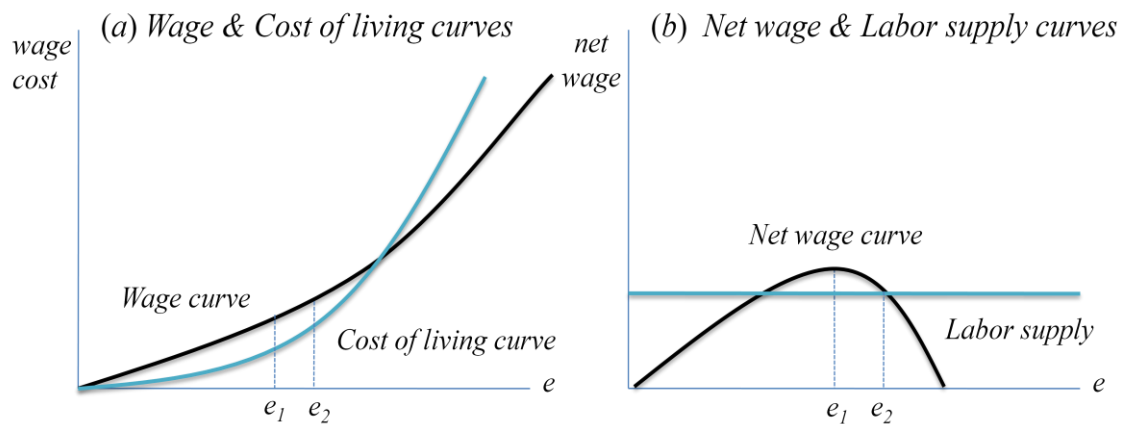 (a) Wage & Cost of living curves
wage
cost
Wage curve
Cost of living curve
e
e1
e2
(b) Net wage & Labor supply curves
net
wage
Net wage curve
Labor supply
e
e1
e2